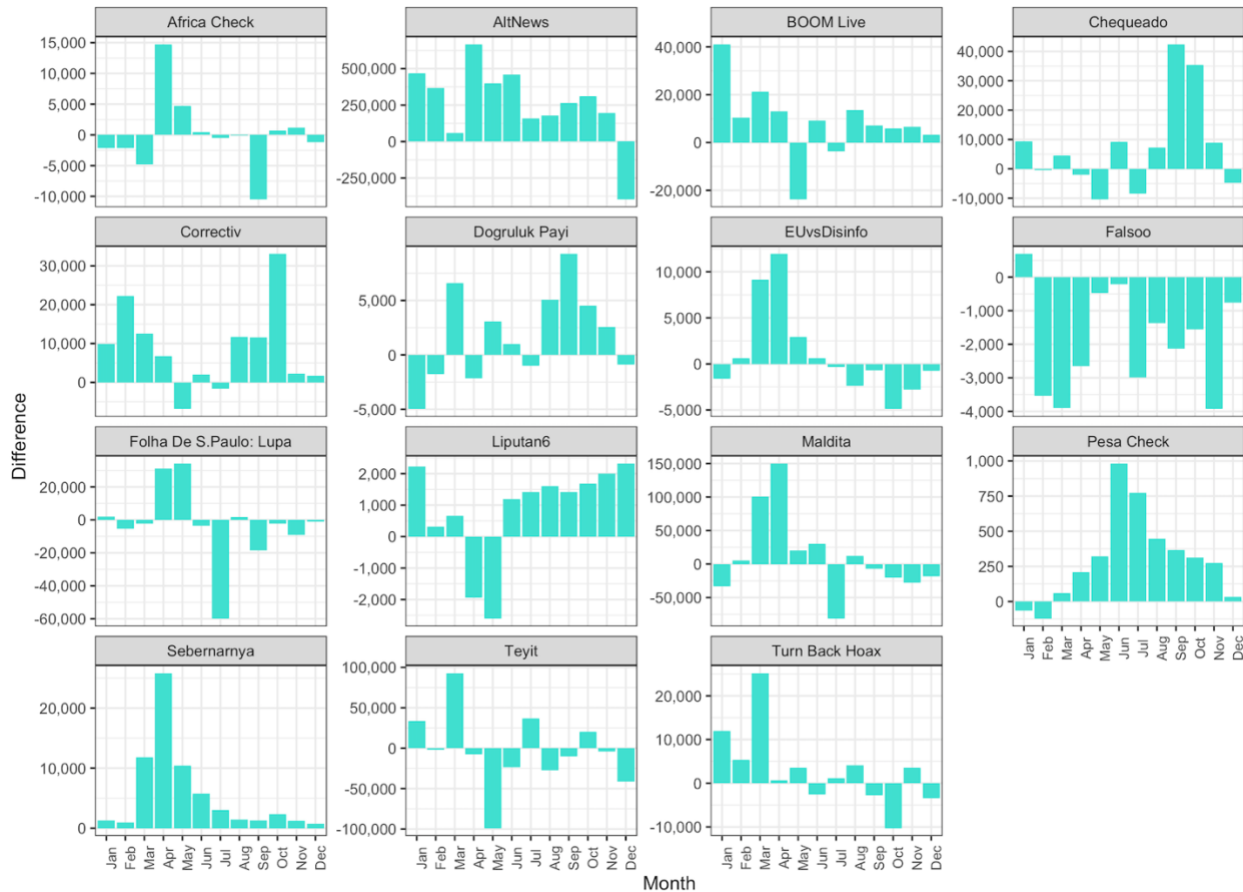 Africa Check
AltNews
BOOM Live
Chequeado
15,000
10,000
5,000
0
-5,000
-10,000
500,000
250,000
0
-250,000
40,000
20,000
0
-20,000
40,000
30,000
20,000
10,000
0
-10,000
Correctiv
Dogruluk Payi
EUvsDisinfo
Falsoo
30,000
20,000
10,000
0
5,000
0
-5,000
10,000
5,000
0
-5,000
0
-1,000
-2,000
-3,000
-4,000
Difference
Folha De S.Paulo: Lupa
Liputan6
Maldita
Pesa Check
20,000
0
-20,000
-40,000
-60,000
2,000
1,000
0
-1,000
-2,000
150,000
100,000
50,000
0
-50,000
1,000
750
500
250
0
Jan
Feb
Mar
Apr
May
Jun
Jul
Aug
Sep
Oct
Nov
Dec
Sebernarnya
Teyit
Turn Back Hoax
20,000
10,000
0
100,000
50,000
0
-50,000
-100,000
20,000
10,000
0
-10,000
Jan
Feb
Mar
Apr
May
Jun
Jul
Aug
Sep
Oct
Nov
Dec
Jan
Feb
Mar
Apr
May
Jun
Jul
Aug
Sep
Oct
Nov
Dec
Jan
Feb
Mar
Apr
May
Jun
Jul
Aug
Sep
Oct
Nov
Dec
Month